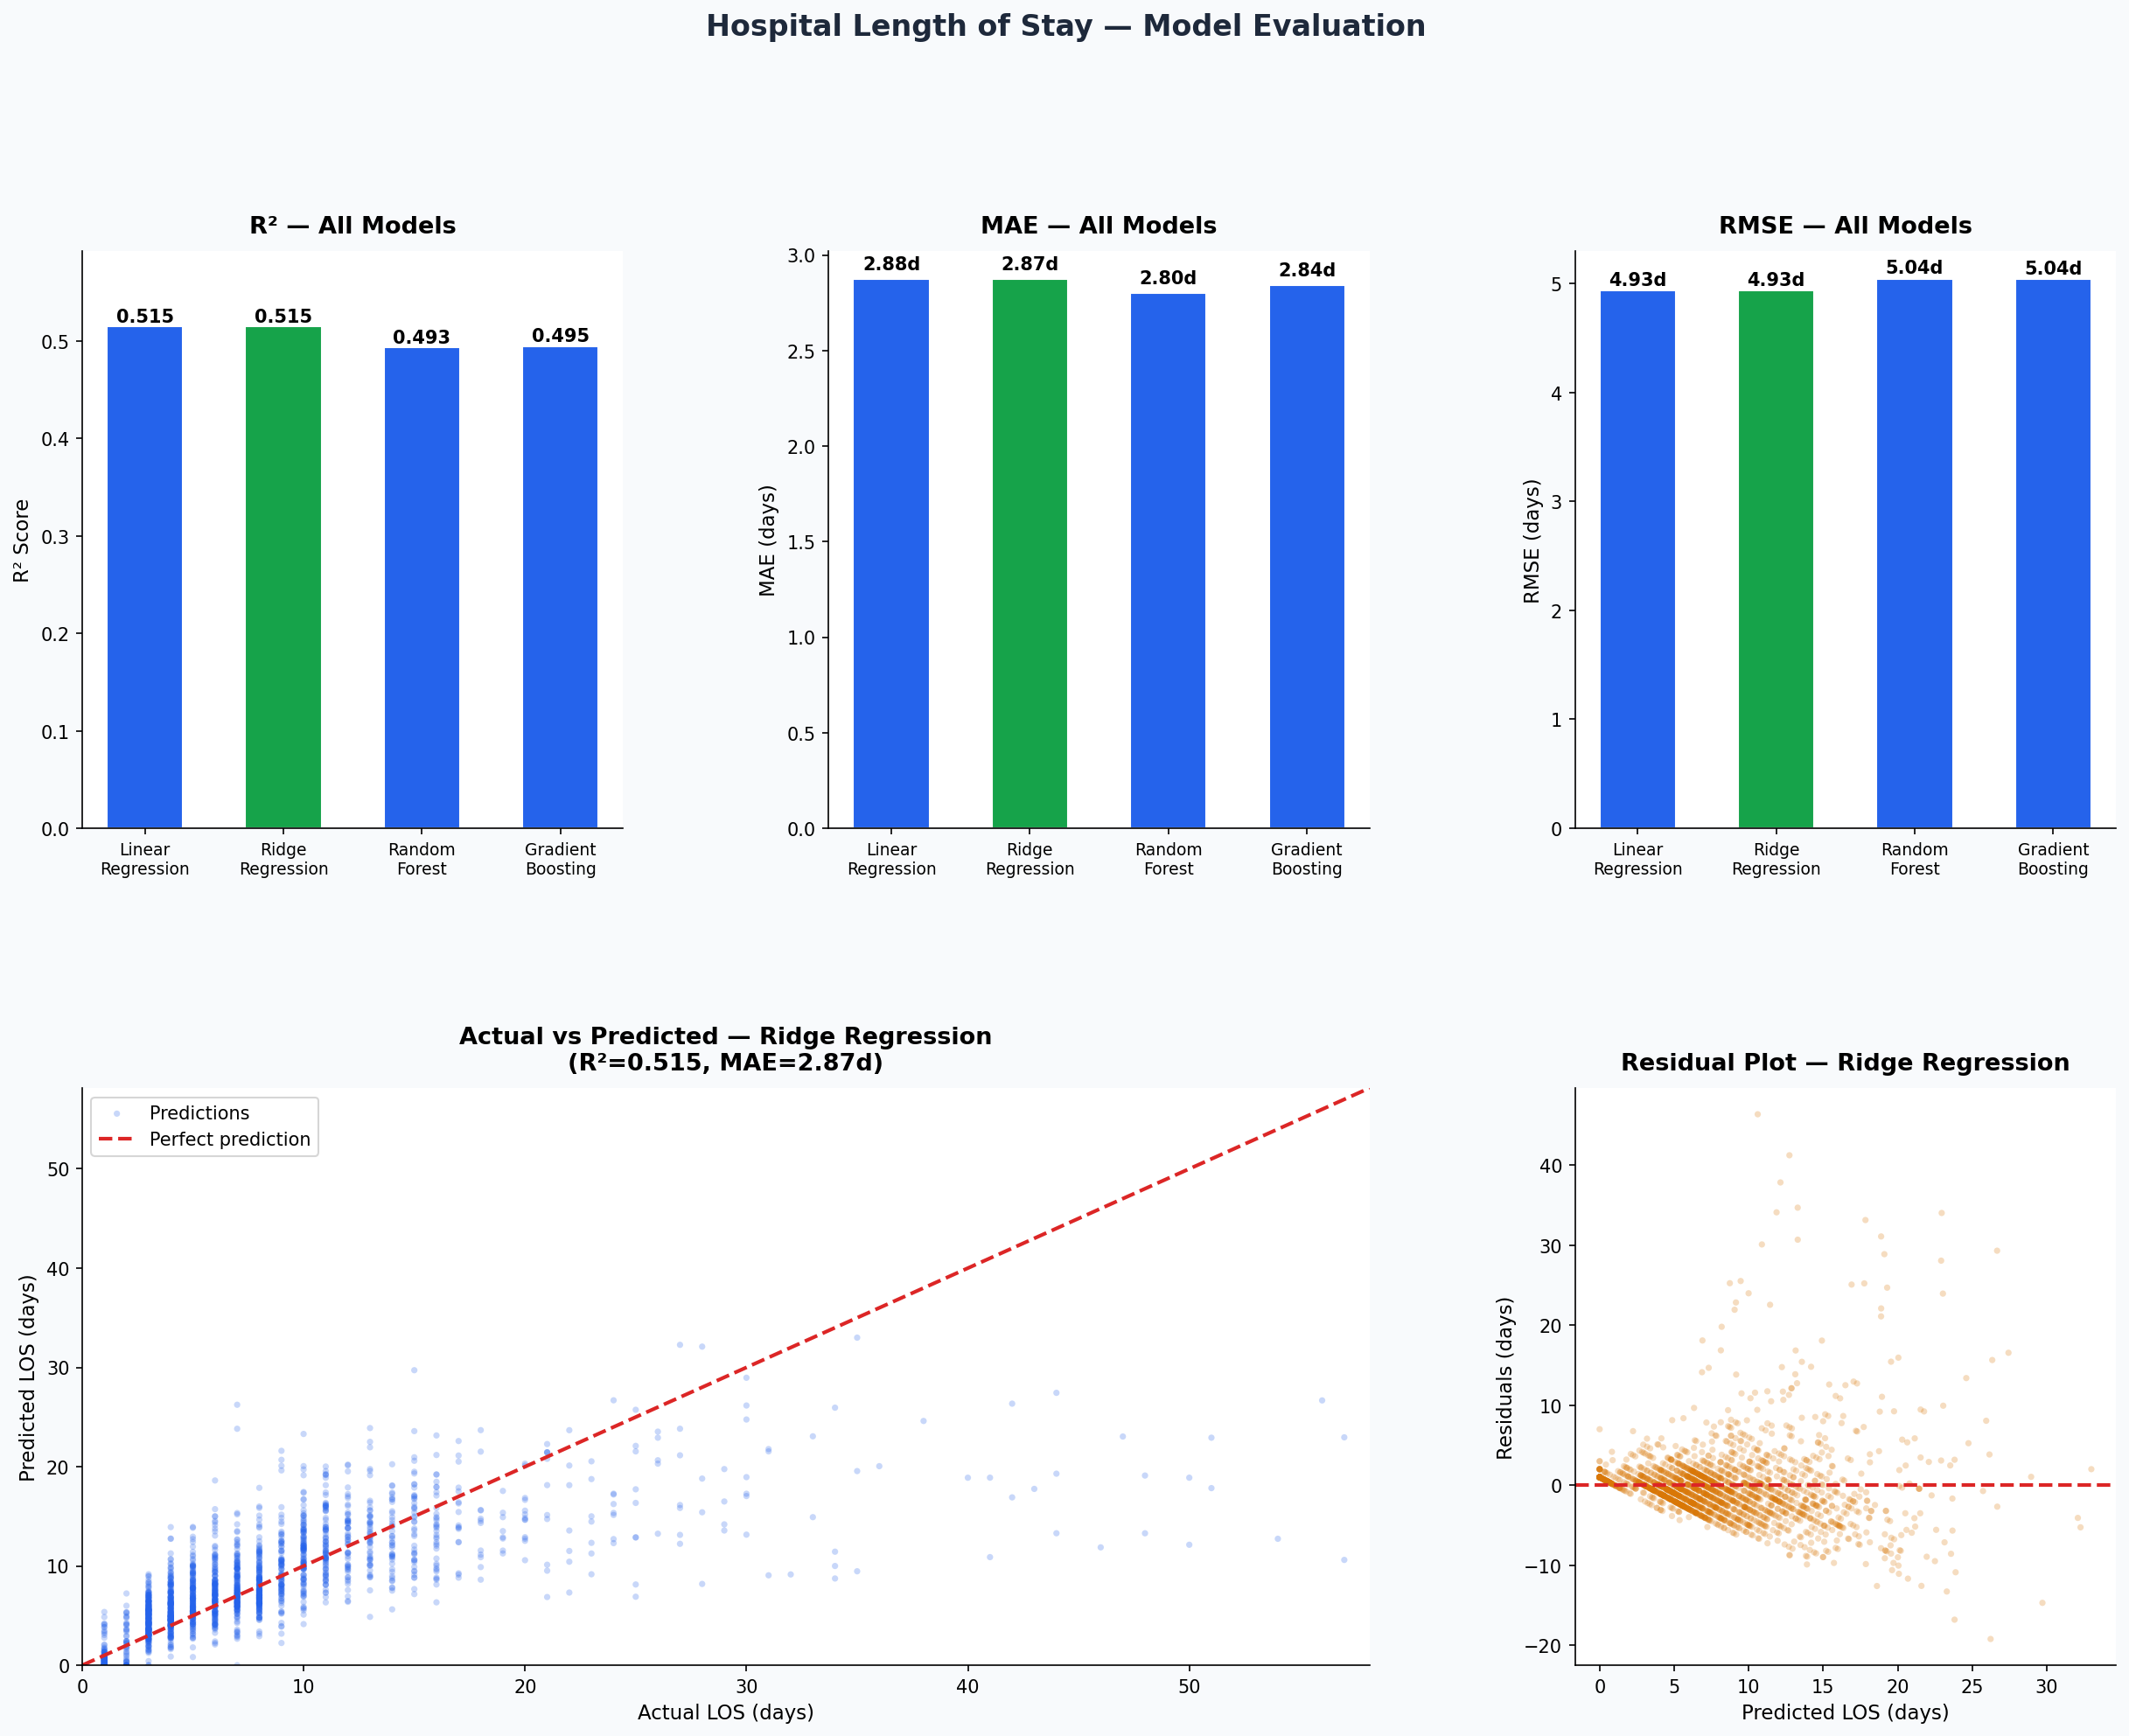 Hospital Length of Stay — Model Evaluation
R² — All Models
R² Score
0.5
0.4
0.3
0.2
0.1
0.0
0.515
0.515
0.493
0.495
Linear
Regression
Ridge
Regression
Random
Forest
Gradient
Boosting
MAE — All Models
MAE (days)
3.0
2.5
2.0
1.5
1.0
0.5
0.0
2.88d
2.87d
2.80d
2.84d
Linear
Regression
Ridge
Regression
Random
Forest
Gradient
Boosting
RMSE — All Models
RMSE (days)
5
4
3
2
1
0
4.93d
4.93d
5.04d
5.04d
Linear
Regression
Ridge
Regression
Random
Forest
Gradient
Boosting
Actual vs Predicted — Ridge Regression
(R²=0.515, MAE=2.87d)
Predictions
Perfect prediction
Predicted LOS (days)
50
40
30
20
10
0
0 10 20 30 40 50
Actual LOS (days)
Residual Plot — Ridge Regression
Residuals (days)
40
30
20
10
0
−10
−20
0 5 10 15 20 25 30
Predicted LOS (days)